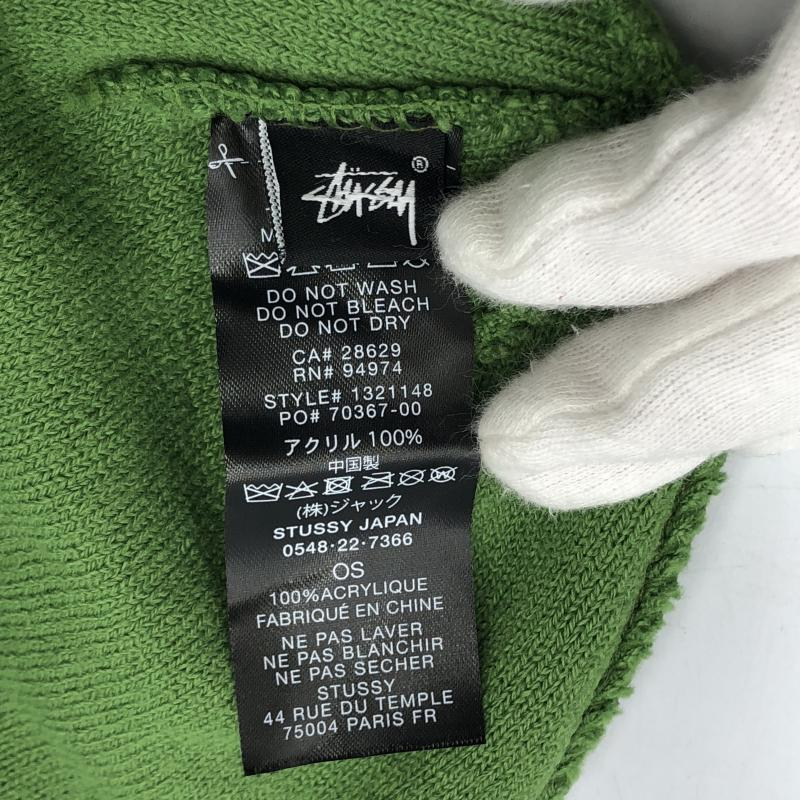 STÜSSY ®
M
DO NOT WASH
DO NOT BLEACH
DO NOT DRY
CA# 28629
RN# 94974
STYLE# 1321148
PO# 70367-00
アクリル 100%
中国製
(株)ジャック
STUSSY JAPAN
0548·22·7366
OS
100%ACRYLIQUE
FABRIQUÉ EN CHINE
NE PAS LAVER
NE PAS BLANCHIR
NE PAS SÉCHER
STUSSY
44 RUE DU TEMPLE
75004 PARIS FR